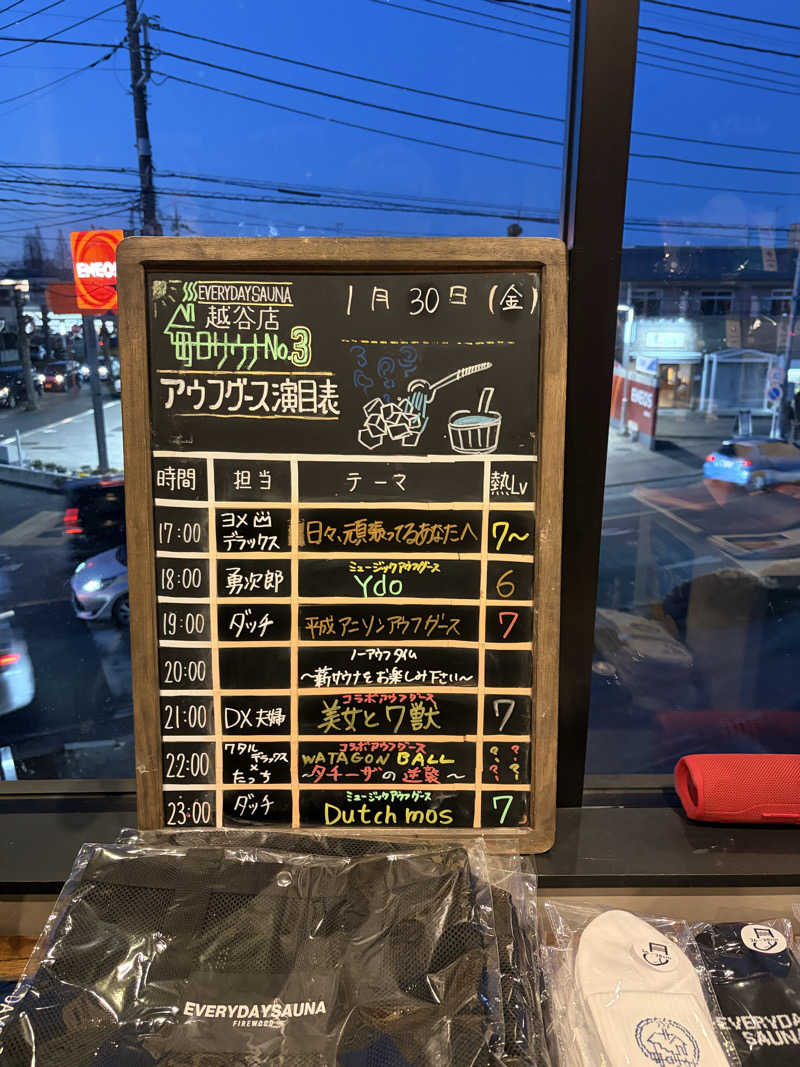 ENEOS
EVERYDAYSAUNA
越谷店
毎日サウナNo.3
アウフグース演目表
1月30日(金)
時間 担当 テーマ 熱Lv
17:00 ヨメ デラックス 日々、頑張ってるあなたへ 7~
18:00 勇次郎 ミュージックアウフグース Ydo 6
19:00 ダッチ 平成アニソンアウフグース 7
20:00 ノーアウフタイム
~薪サウナをお楽しみ下さい~
21:00 DX夫婦 コラボアウフグース 美女とワ獣 7
22:00 ワタルデラックス×たっち コラボアウフグース WATAGON BALL ~タチーザの逆襲~ ????
23:00 ダッチ ミュージックアウフグース Dutch mos 7
ENEOS
EVERYDAYSAUNA
FIREWOOD
EVERYDAY
SAUNA